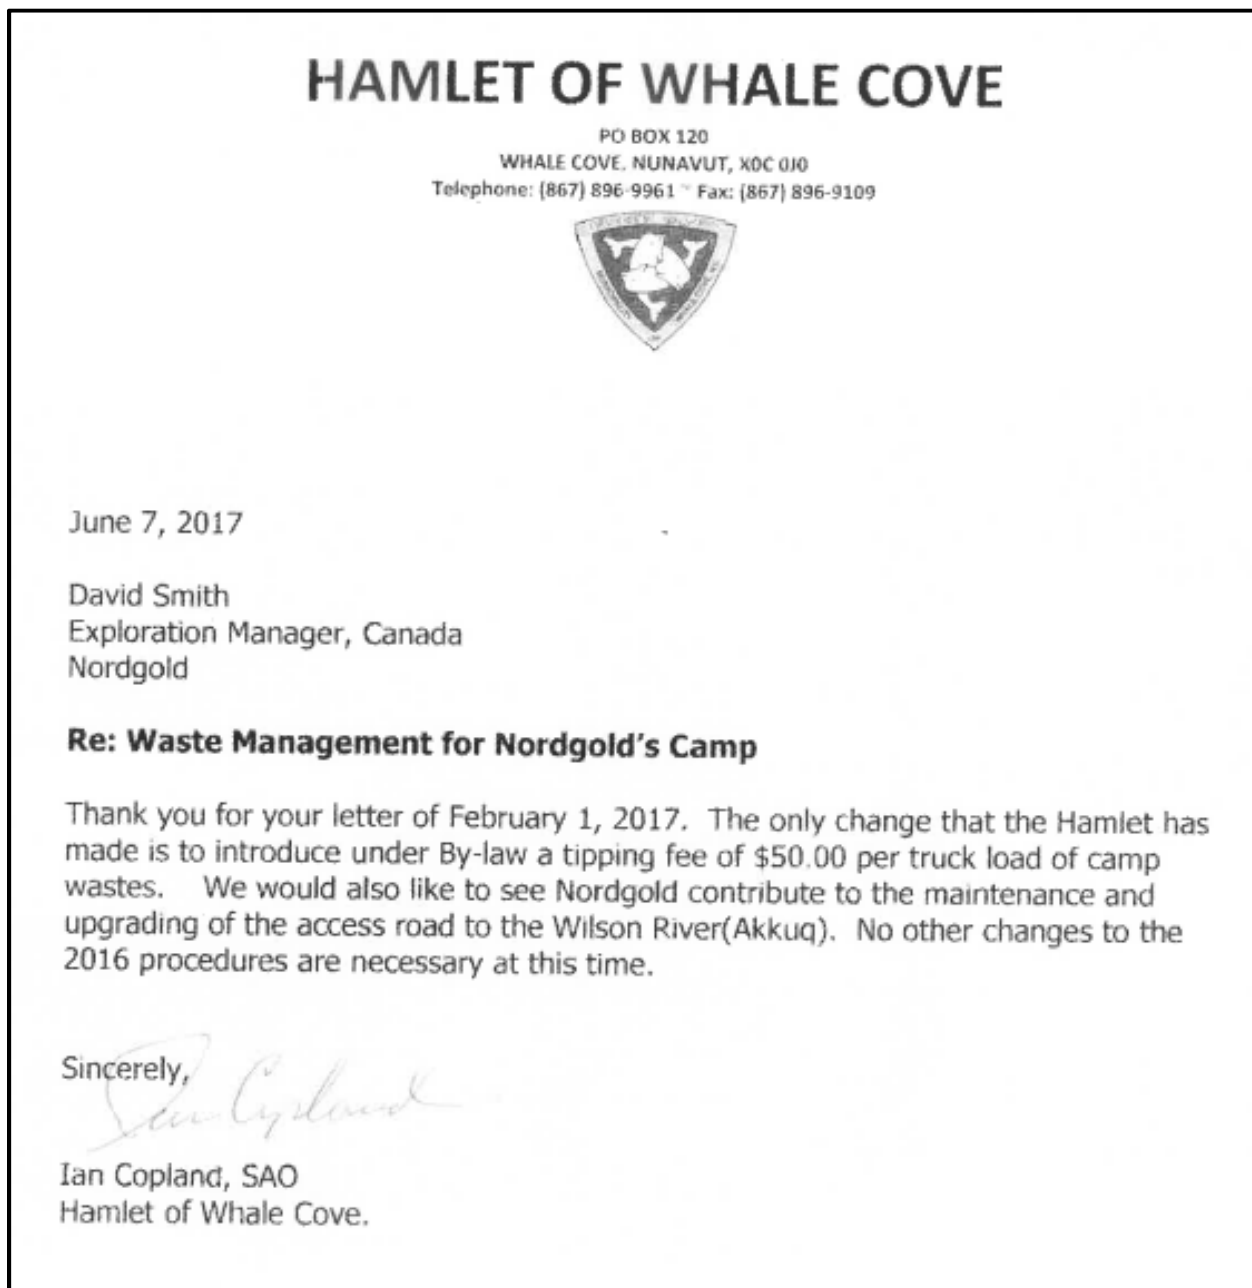 HAMLET OF WHALE COVE
PO BOX 120
WHALE COVE, NUNAVUT, X0C 0J0
Telephone: (867) 896-9961 ~ Fax: (867) 896-9109
June 7, 2017
David Smith
Exploration Manager, Canada
Nordgold
Re: Waste Management for Nordgold's Camp
Thank you for your letter of February 1, 2017. The only change that the Hamlet has
made is to introduce under By-law a tipping fee of $50.00 per truck load of camp
wastes. We would also like to see Nordgold contribute to the maintenance and
upgrading of the access road to the Wilson River(Akkuq). No other changes to the
2016 procedures are necessary at this time.
Sincerely,
Ian Copland
Ian Copland, SAO
Hamlet of Whale Cove.